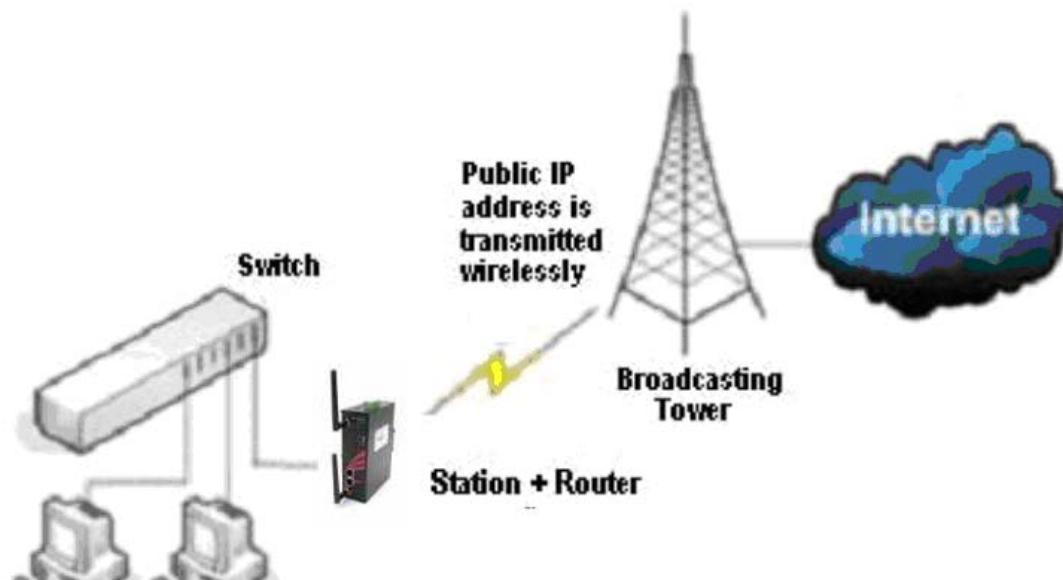 Public IP
address is
transmitted
wirelessly
Internet
Switch
Broadcasting
Tower
Station + Router